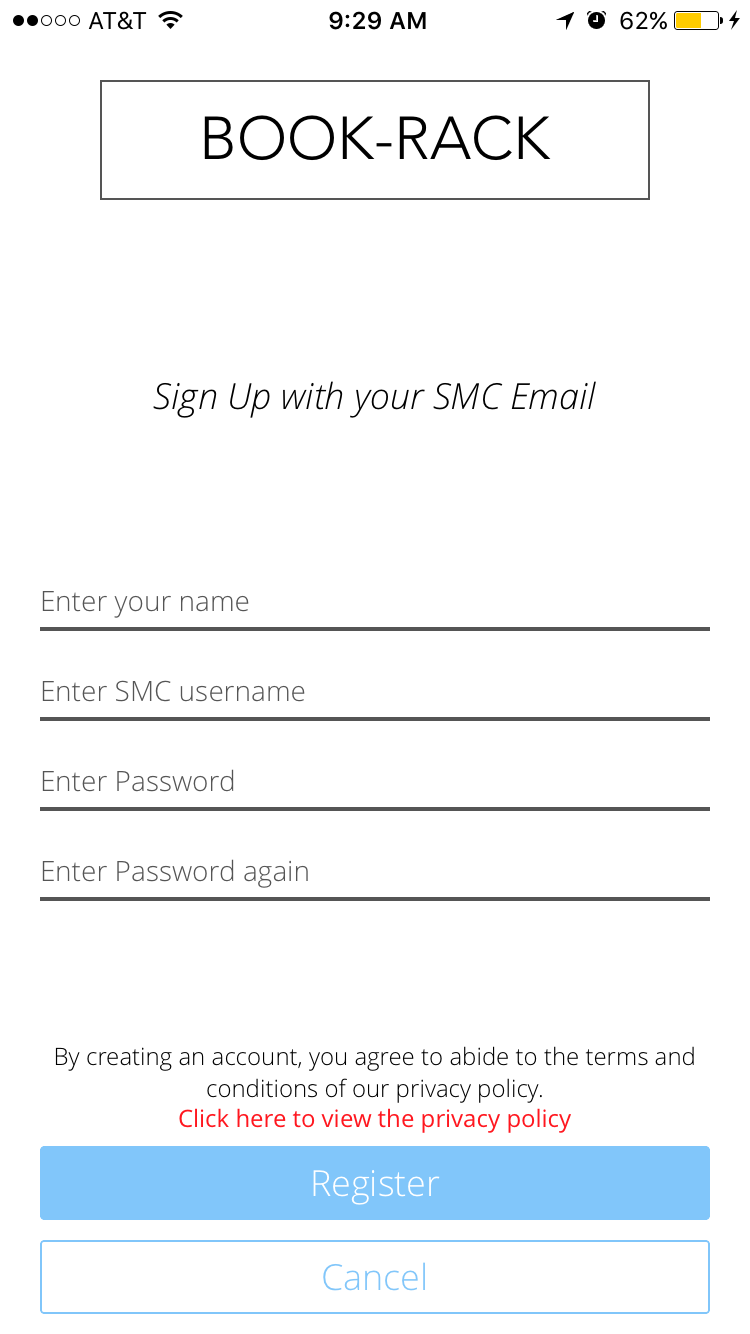 AT&T 9:29 AM 62%
BOOK-RACK
Sign Up with your SMC Email
Enter your name
Enter SMC username
Enter Password
Enter Password again
By creating an account, you agree to abide to the terms and
conditions of our privacy policy.
Click here to view the privacy policy
Register
Cancel